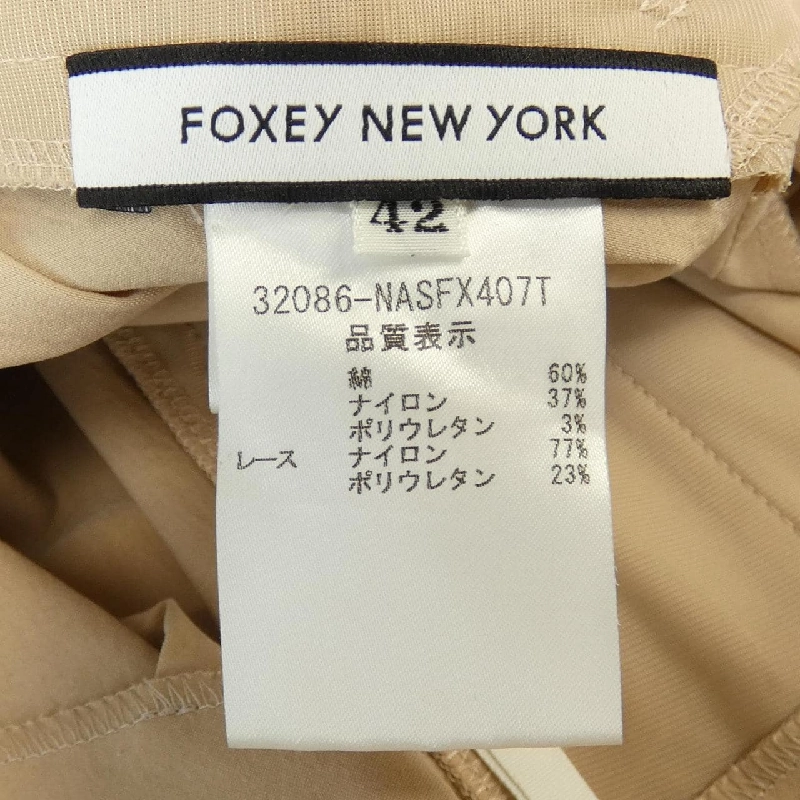 FOXEY NEW YORK
42
32086-NASFX407T
品質表示
綿 60%
ナイロン 37%
ポリウレタン 3%
レース ナイロン 77%
ポリウレタン 23%